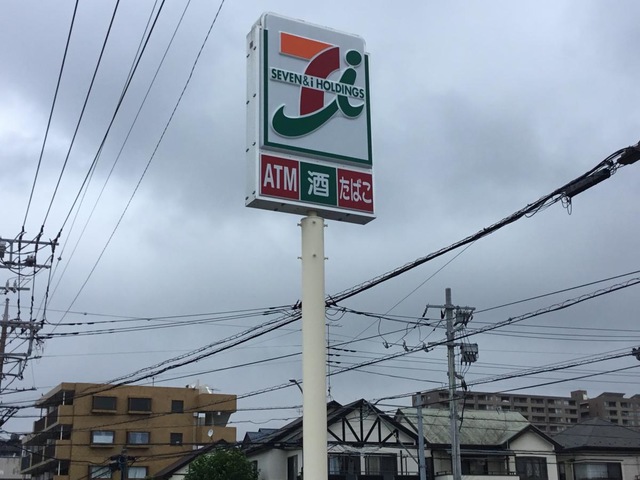 SEVEN&i HOLDINGS
ATM 酒 たばこ